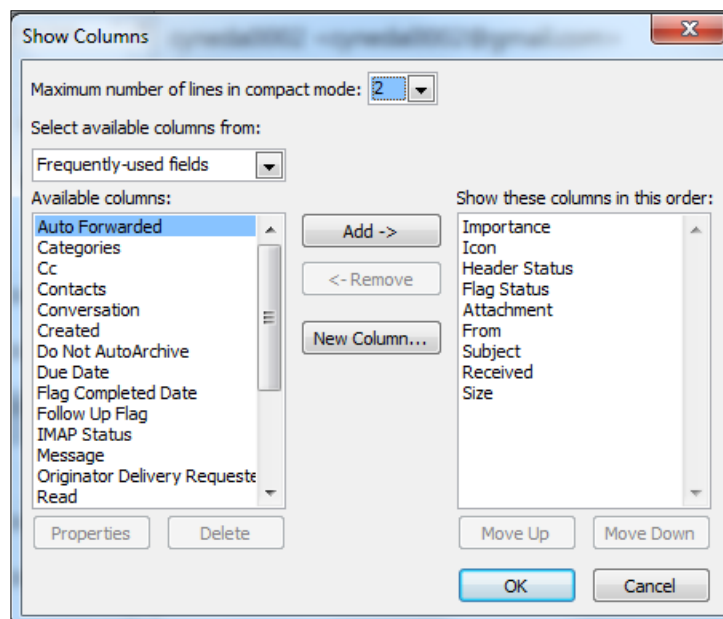 Show Columns
Maximum number of lines in compact mode: 2
Select available columns from:
Frequently-used fields
Available columns:
Auto Forwarded
Categories
Cc
Contacts
Conversation
Created
Do Not AutoArchive
Due Date
Flag Completed Date
Follow Up Flag
IMAP Status
Message
Originator Delivery Requeste
Read
Add ->
<- Remove
New Column...
Show these columns in this order:
Importance
Icon
Header Status
Flag Status
Attachment
From
Subject
Received
Size
Properties
Delete
Move Up
Move Down
OK
Cancel